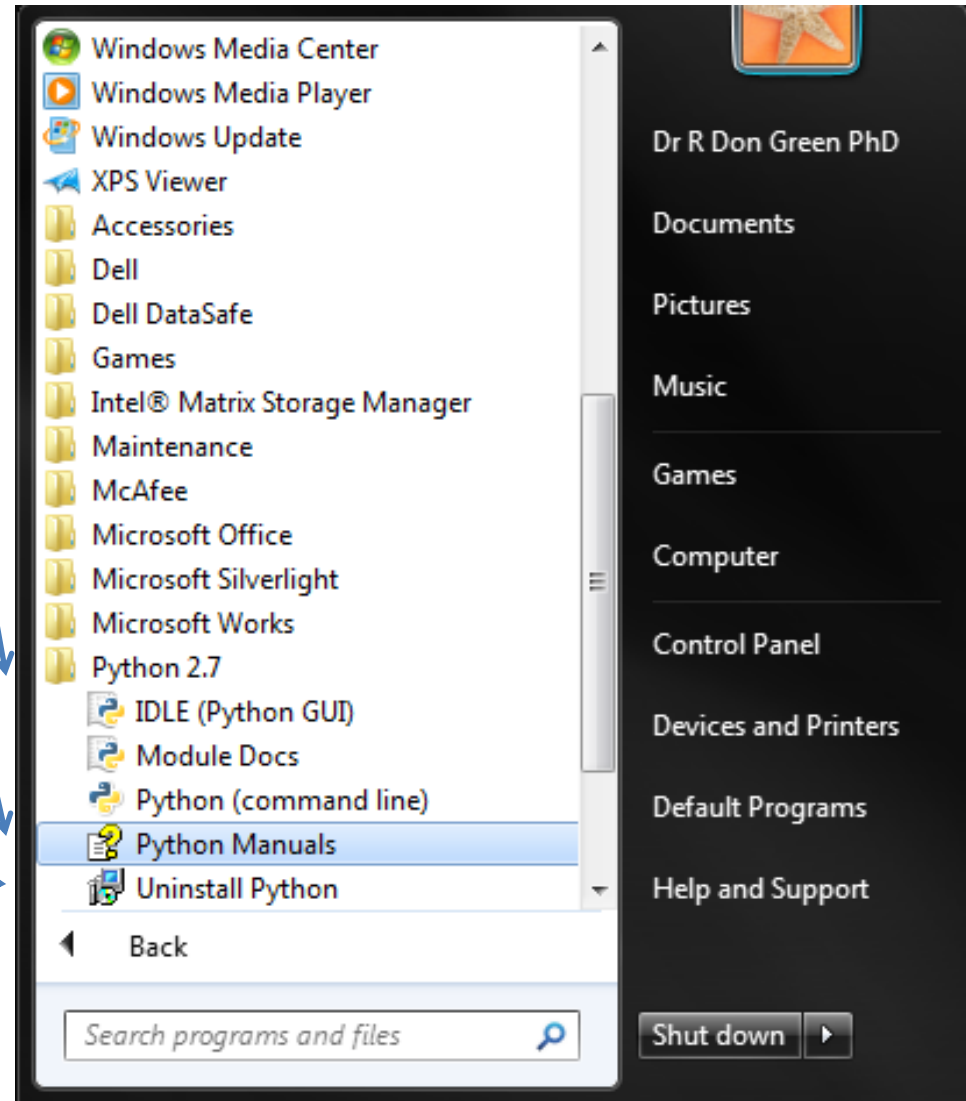 Windows Media Center
Windows Media Player
Windows Update
XPS Viewer
Accessories
Dell
Dell DataSafe
Games
Intel® Matrix Storage Manager
Maintenance
McAfee
Microsoft Office
Microsoft Silverlight
Microsoft Works
Python 2.7
IDLE (Python GUI)
Module Docs
Python (command line)
Python Manuals
Uninstall Python
Back
Search programs and files
Dr R Don Green PhD
Documents
Pictures
Music
Games
Computer
Control Panel
Devices and Printers
Default Programs
Help and Support
Shut down